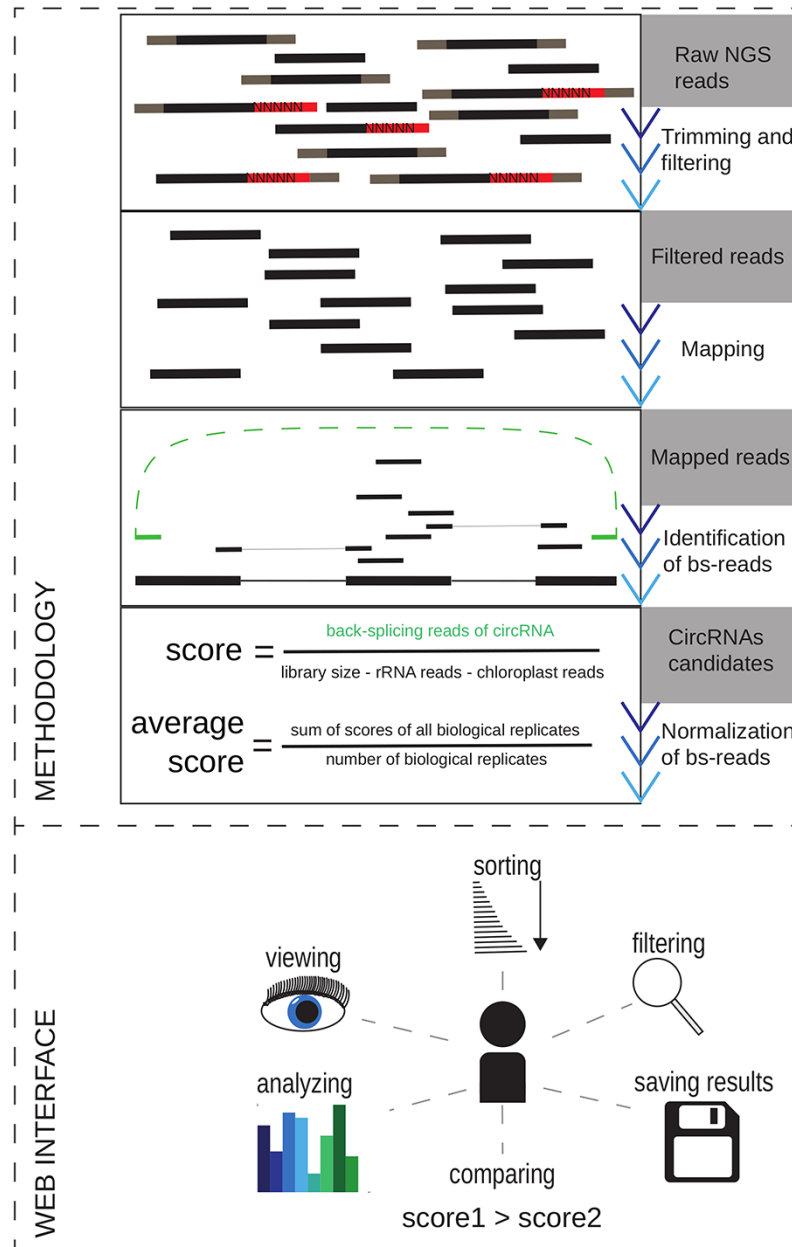 METHODOLOGY
Raw NGS
reads
NNNNN
NNNNN
NNNNN
NNNNN
NNNNN
Trimming and
filtering
Filtered reads
Mapping
Mapped reads
Identification
of bs-reads
score = back-splicing reads of circRNA
library size - rRNA reads - chloroplast reads
CircRNAs
candidates
average
score = sum of scores of all biological replicates
number of biological replicates
Normalization
of bs-reads
WEB INTERFACE
sorting
viewing
filtering
analyzing
saving results
comparing
score1 > score2